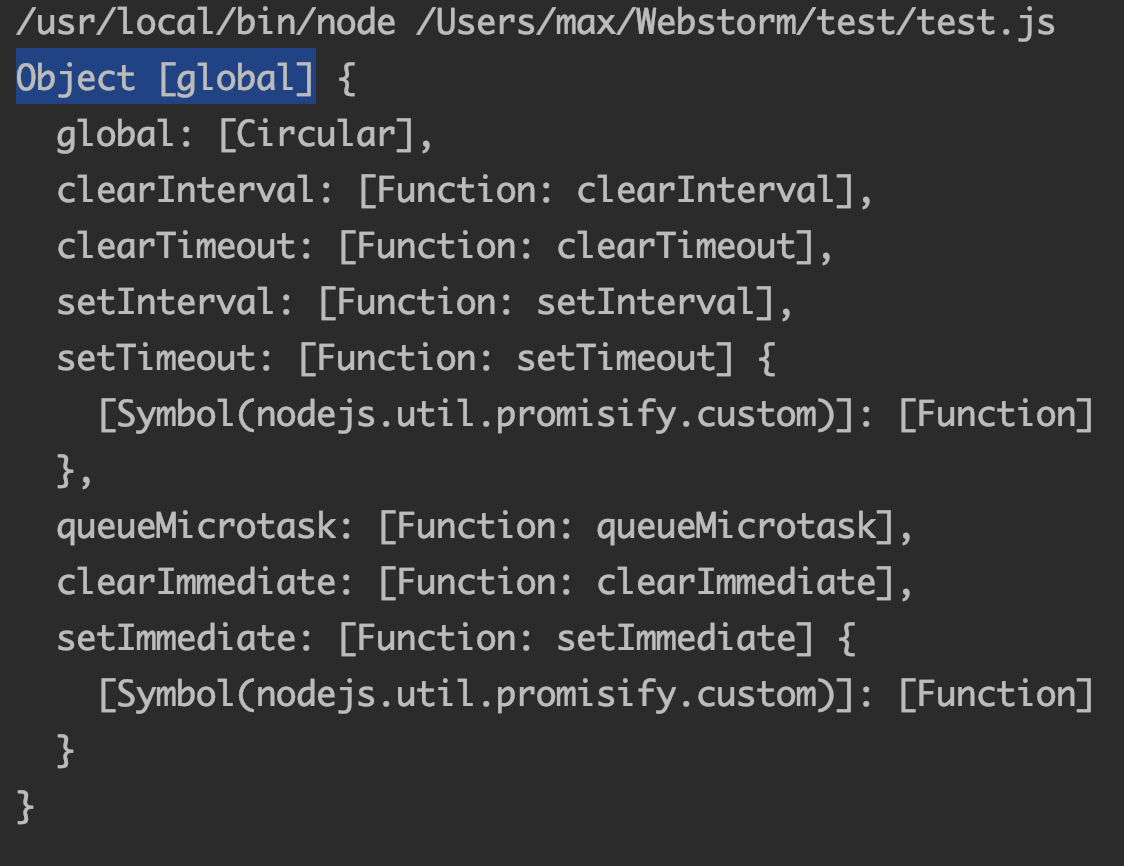 /usr/local/bin/node /Users/max/Webstorm/test/test.js
Object [global] {
  global: [Circular],
  clearInterval: [Function: clearInterval],
  clearTimeout: [Function: clearTimeout],
  setInterval: [Function: setInterval],
  setTimeout: [Function: setTimeout] {
    [Symbol(nodejs.util.promisify.custom)]: [Function]
  },
  queueMicrotask: [Function: queueMicrotask],
  clearImmediate: [Function: clearImmediate],
  setImmediate: [Function: setImmediate] {
    [Symbol(nodejs.util.promisify.custom)]: [Function]
  }
}